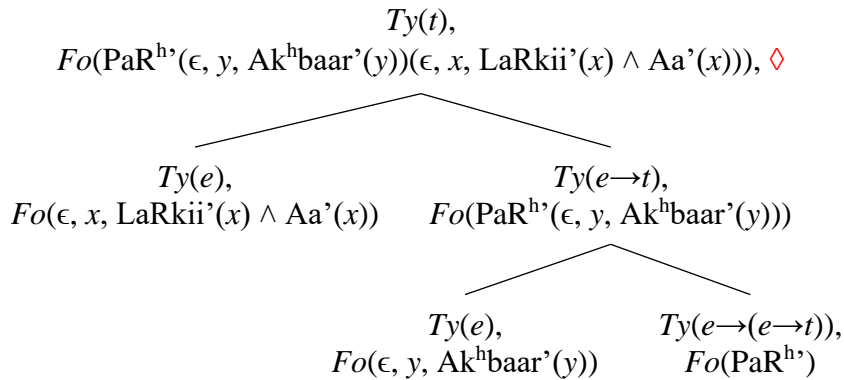 Ty(t),
Fo(PaRʰ’(ϵ, y, Akʰbaar’(y))(ϵ, x, LaRkii’(x) ∧ Aa’(x))), ◊
Ty(e), Ty(e→t),
Fo(ϵ, x, LaRkii’(x) ∧ Aa’(x)) Fo(PaRʰ’(ϵ, y, Akʰbaar’(y)))
Ty(e), Ty(e→(e→t)),
Fo(ϵ, y, Akʰbaar’(y)) Fo(PaRʰ’)